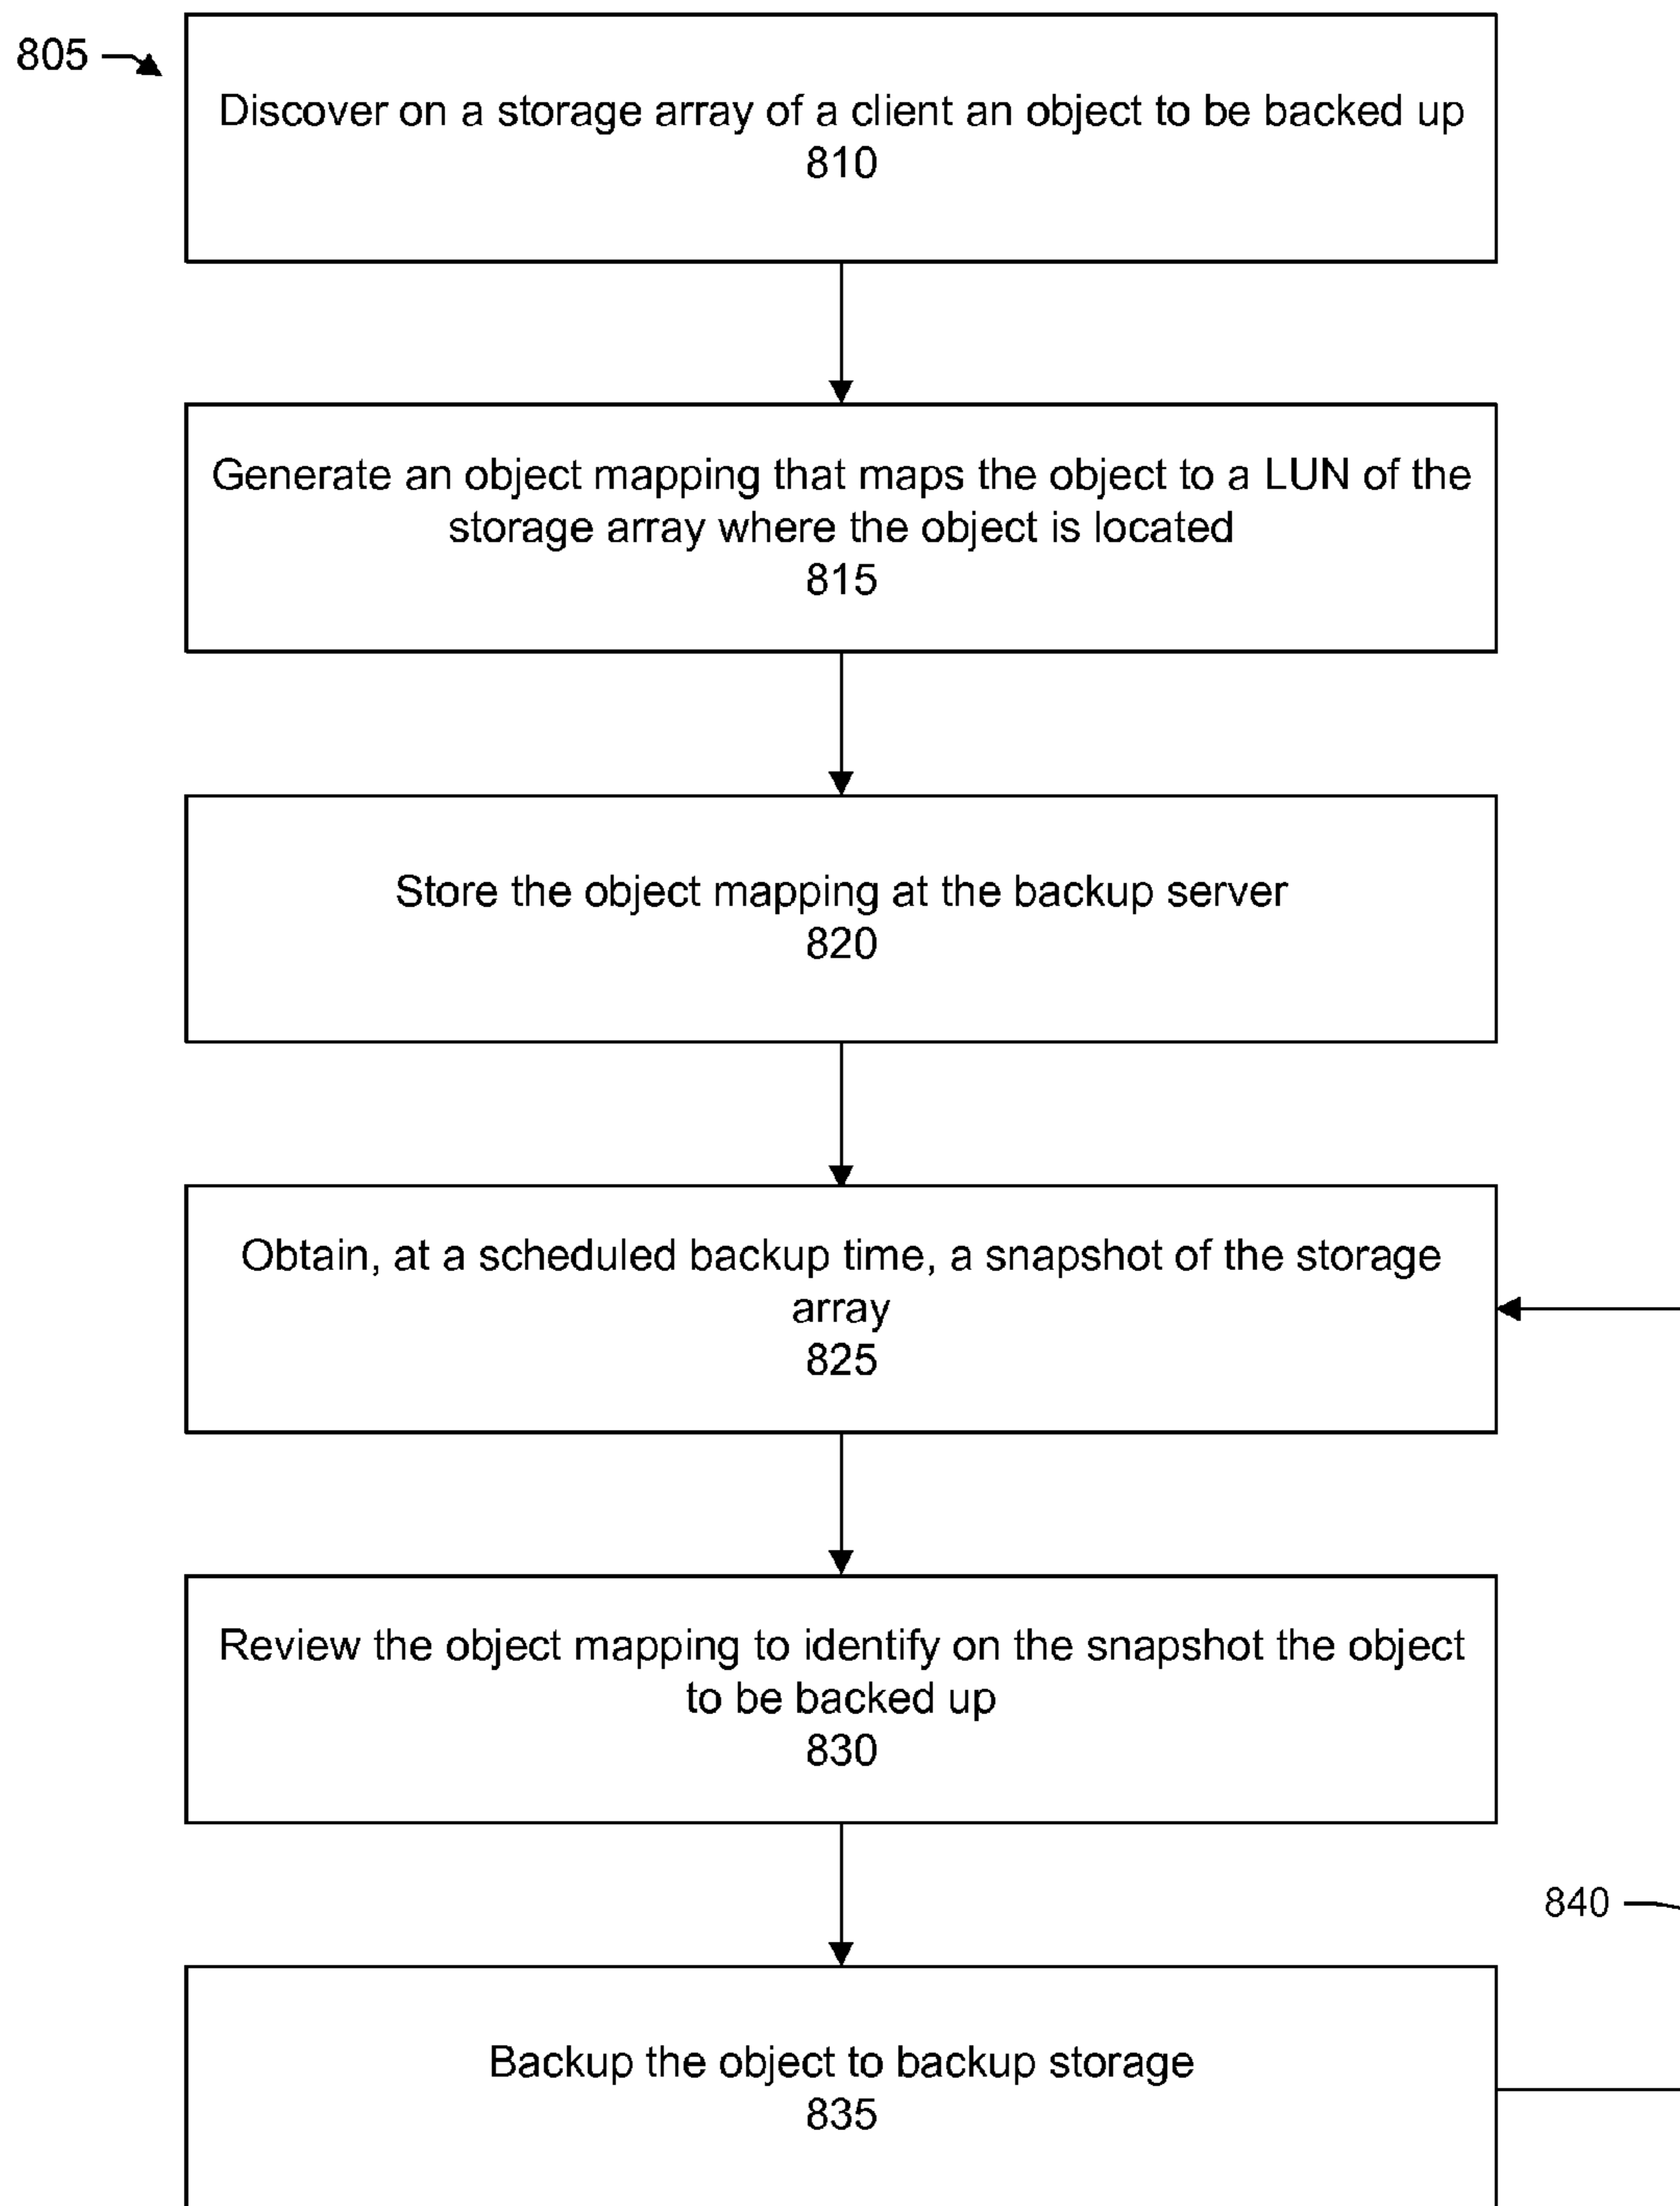 805
Discover on a storage array of a client an object to be backed up
810
Generate an object mapping that maps the object to a LUN of the
storage array where the object is located
815
Store the object mapping at the backup server
820
Obtain, at a scheduled backup time, a snapshot of the storage
array
825
Review the object mapping to identify on the snapshot the object
to be backed up
830
840
Backup the object to backup storage
835